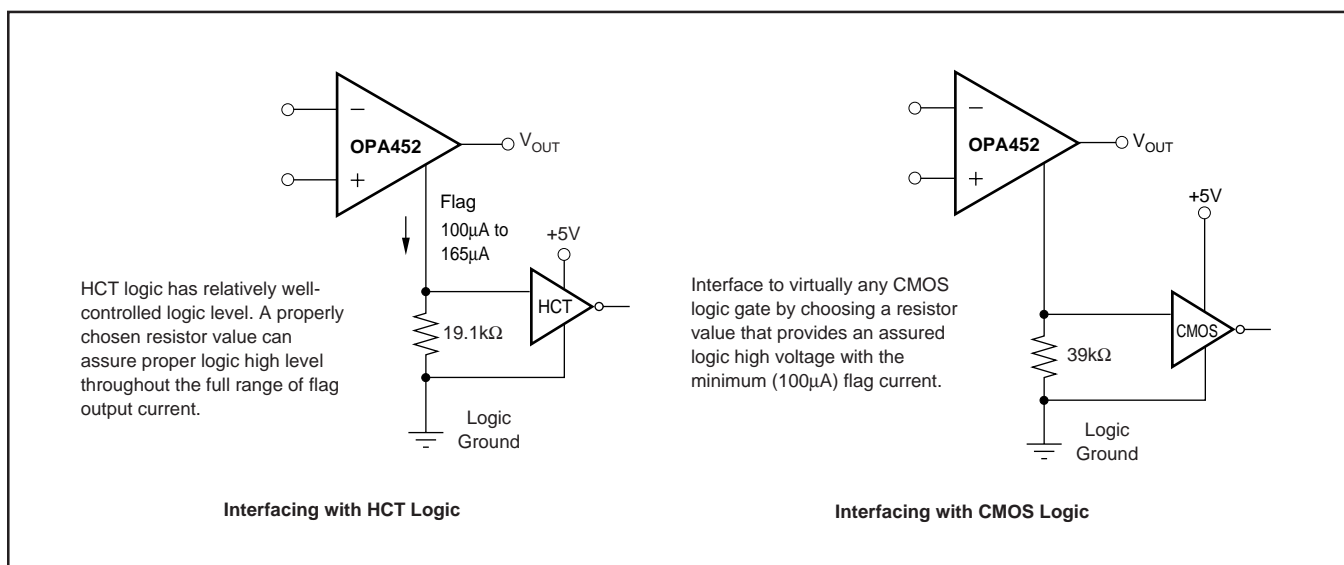 −
OPA452
+
VOUT
Flag
100µA to
165µA
+5V
HCT
19.1kΩ
Logic
Ground
HCT logic has relatively well-
controlled logic level. A properly
chosen resistor value can
assure proper logic high level
throughout the full range of flag
output current.
Interfacing with HCT Logic
−
OPA452
+
VOUT
+5V
CMOS
39kΩ
Logic
Ground
Interface to virtually any CMOS
logic gate by choosing a resistor
value that provides an assured
logic high voltage with the
minimum (100µA) flag current.
Interfacing with CMOS Logic